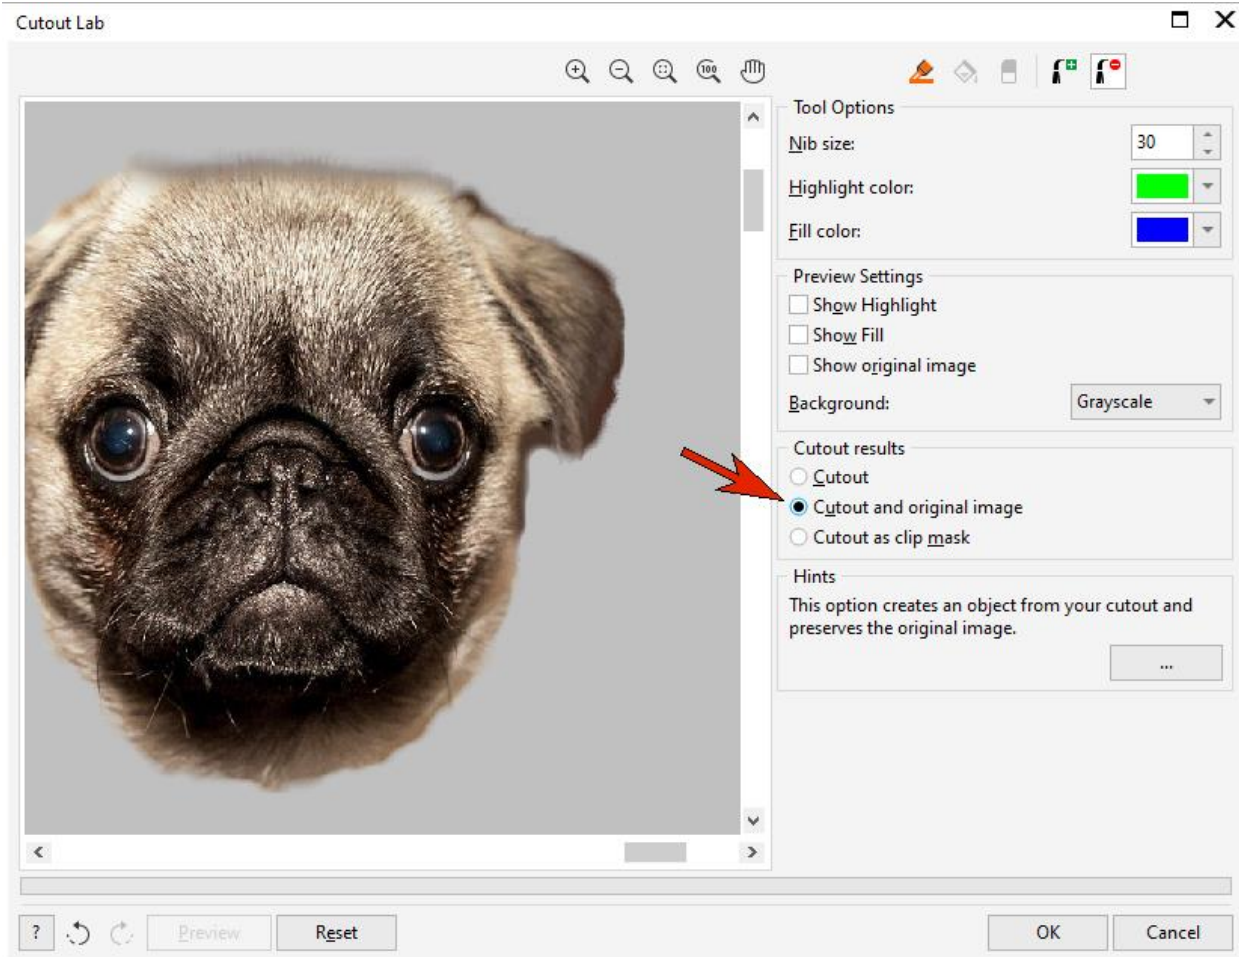 Cutout Lab
100
Tool Options
Nib size:
30
Highlight color:
Fill color:
Preview Settings
Show Highlight
Show Fill
Show original image
Background:
Grayscale
Cutout results
Cutout
Cutout and original image
Cutout as clip mask
Hints
This option creates an object from your cutout and
preserves the original image.
...
?
Preview
Reset
OK
Cancel